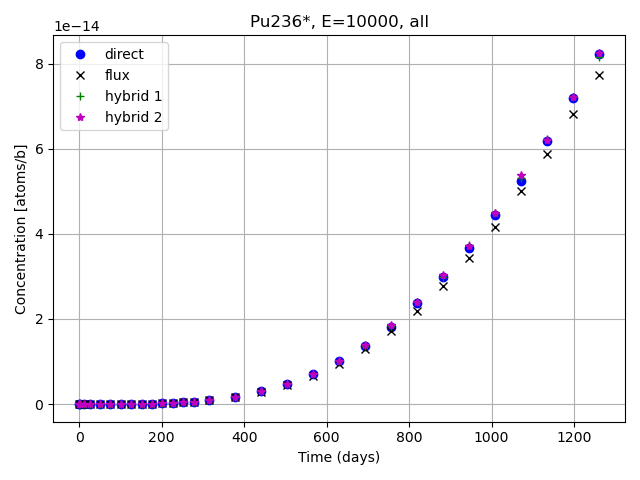 Pu236*, E=10000, all
1e−14
direct
flux
hybrid 1
hybrid 2
8
6
4
2
0
Concentration [atoms/b]
0 200 400 600 800 1000 1200
Time (days)